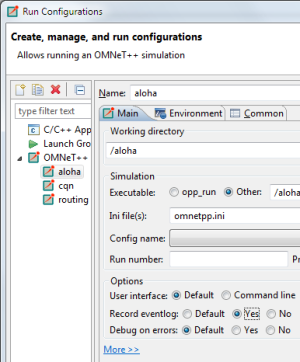 Run Configurations
Create, manage, and run configurations
Allows running an OMNeT++ simulation
type filter text
C/C++ App
Launch Gro
OMNeT++
aloha
cqn
routing
Name: aloha
Main
Environment
Common
Working directory
/aloha
Simulation
Executable: opp_run Other: /aloha
Ini file(s): omnetpp.ini
Config name:
Run number:
Options
User interface: Default Command line
Record eventlog: Default Yes No
Debug on errors: Default Yes No
More >>